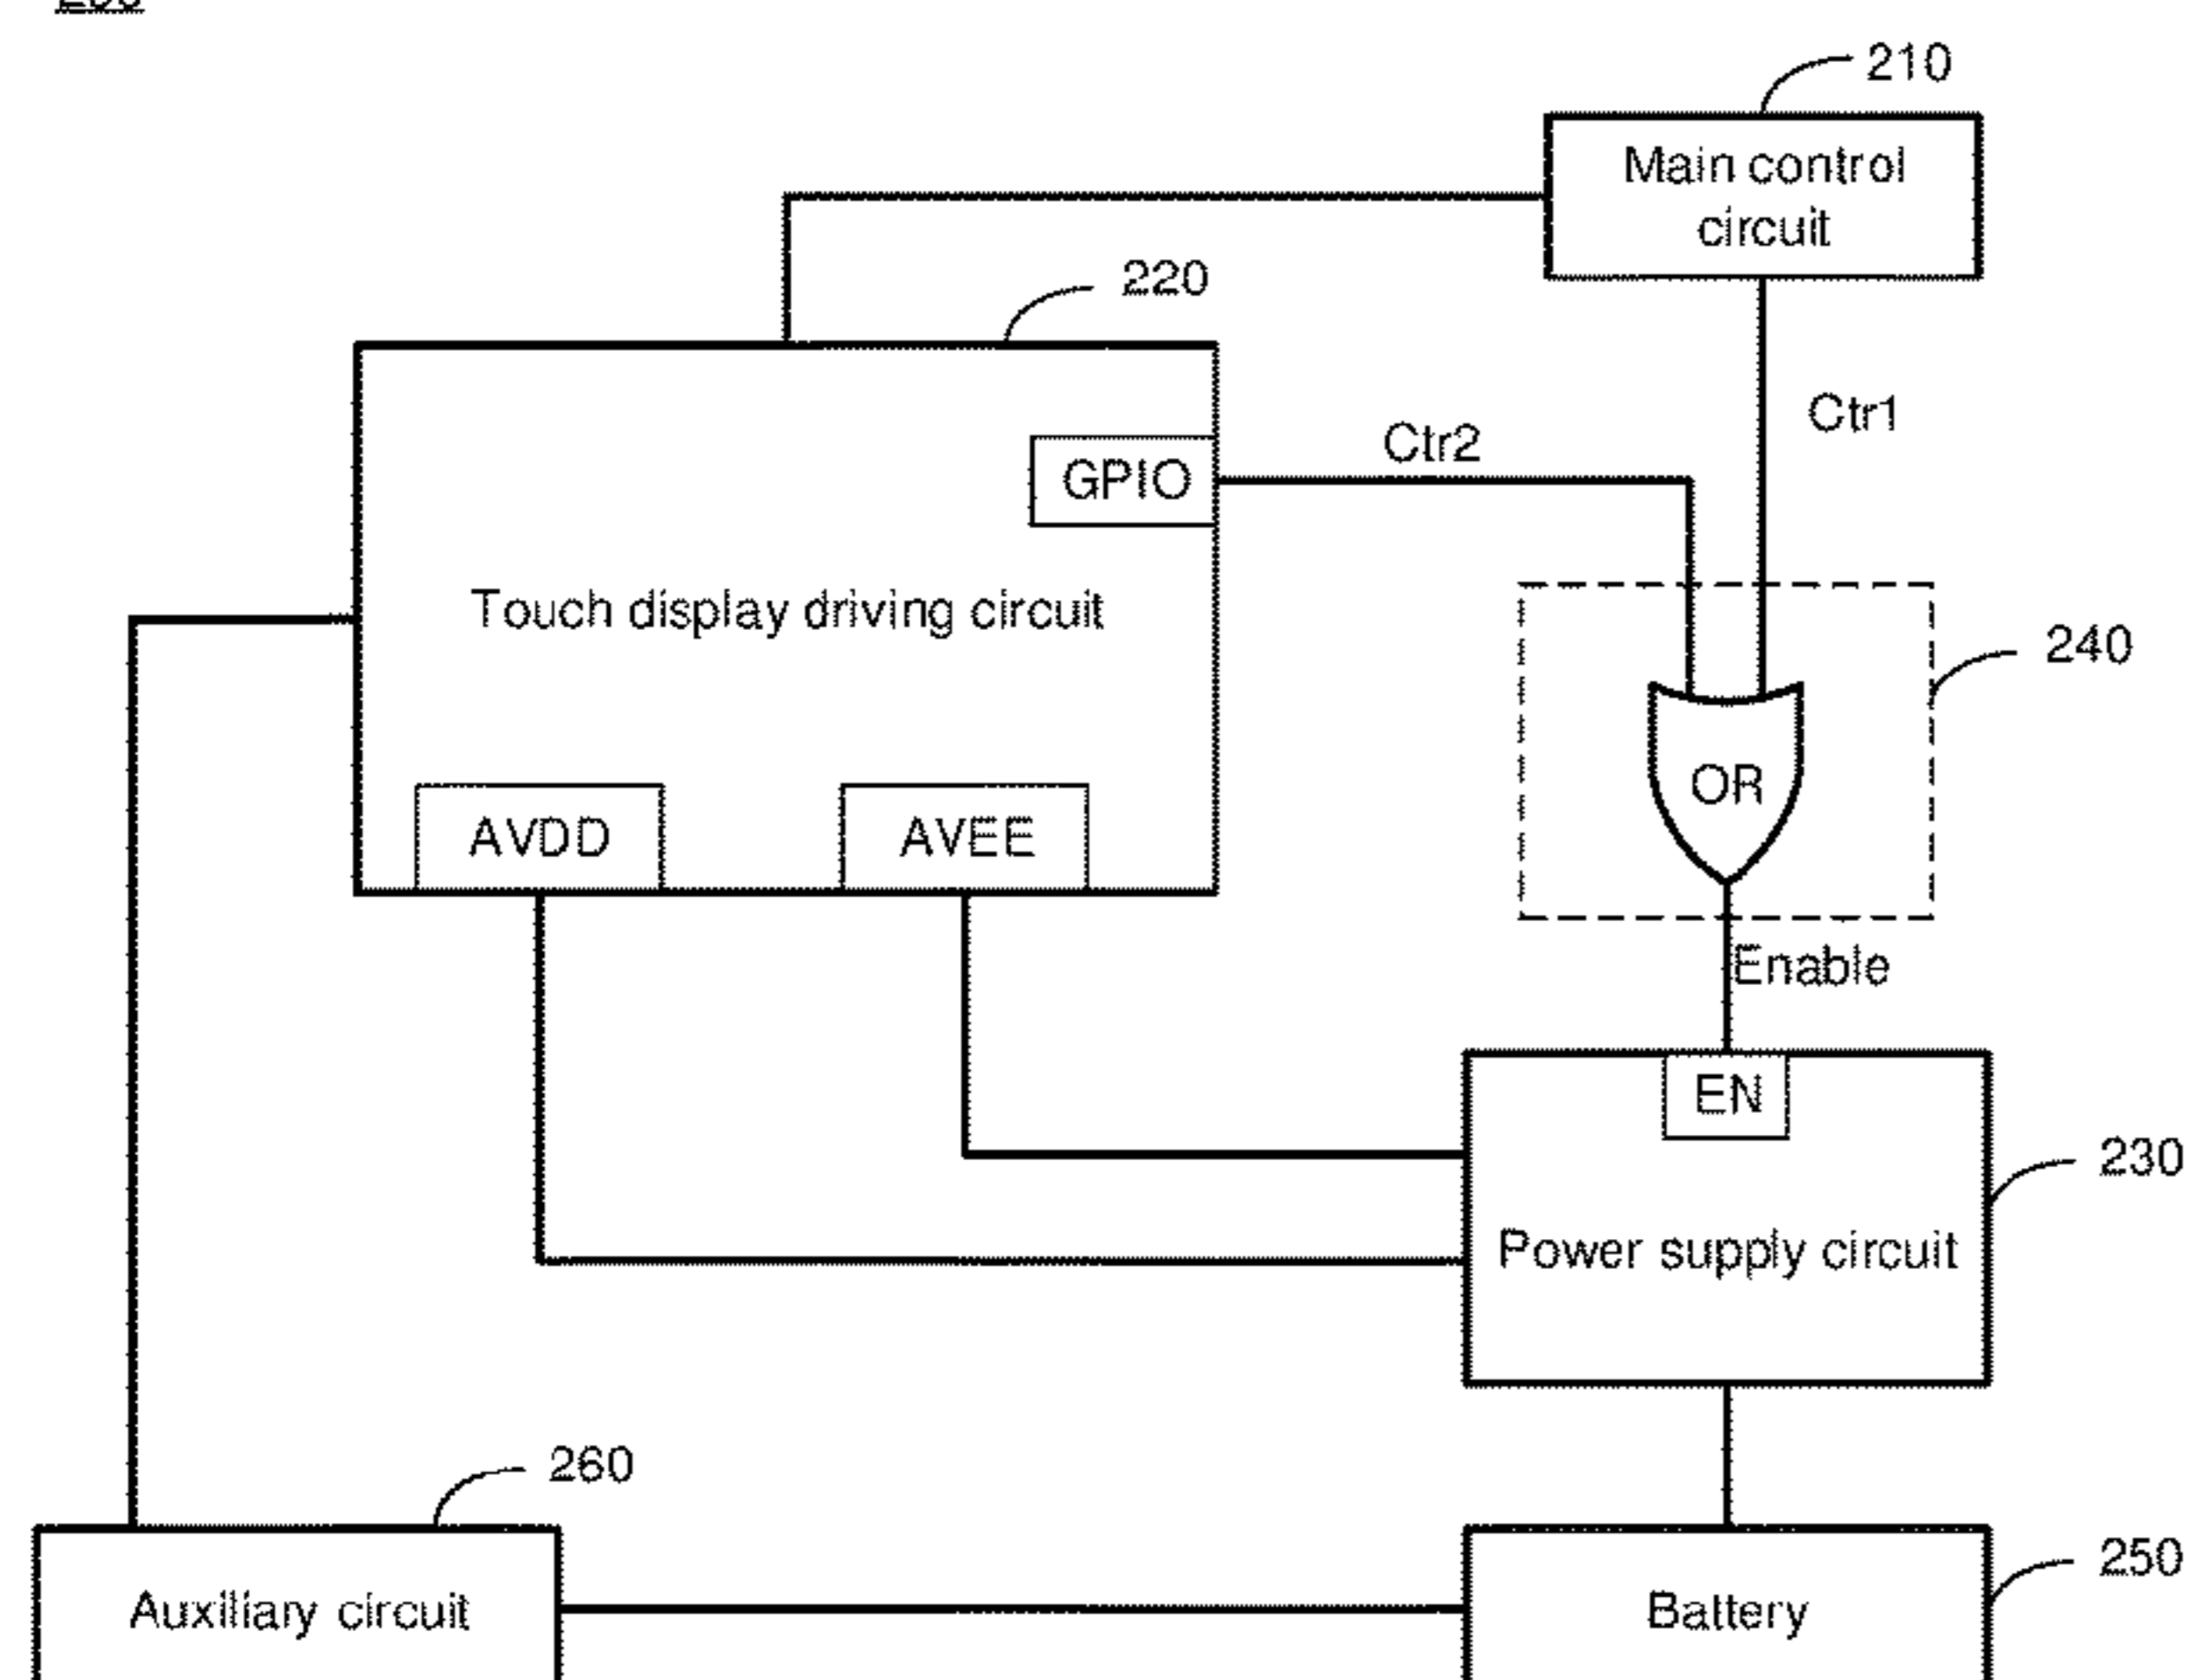 210
Main control
circuit
220
Ctr1
Ctr2
GPIO
Touch display driving circuit
240
OR
AVDD
AVEE
Enable
EN
230
Power supply circuit
260
250
Auxiliary circuit
Battery